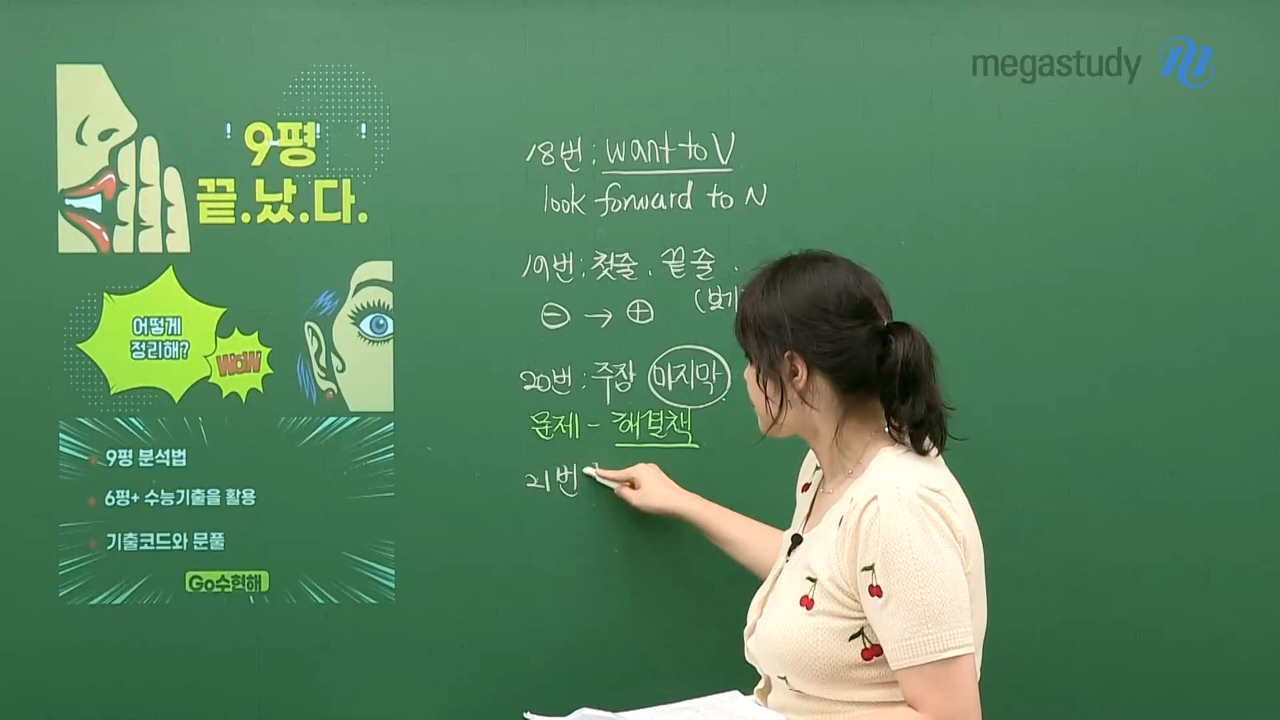 megastudy
' 9평 '
끝.났.다.
어떻게
정리해?
WOW
9평 분석법
6평+ 수능기출을 활용
기출코드와 문풀
Go수현해
18번 : want to V
look forward to N
19번 : 첫줄 . 끝줄 .
⊖ → ⊕ (보기
20번 : 주장 마지막
문제 - 해결책
21번